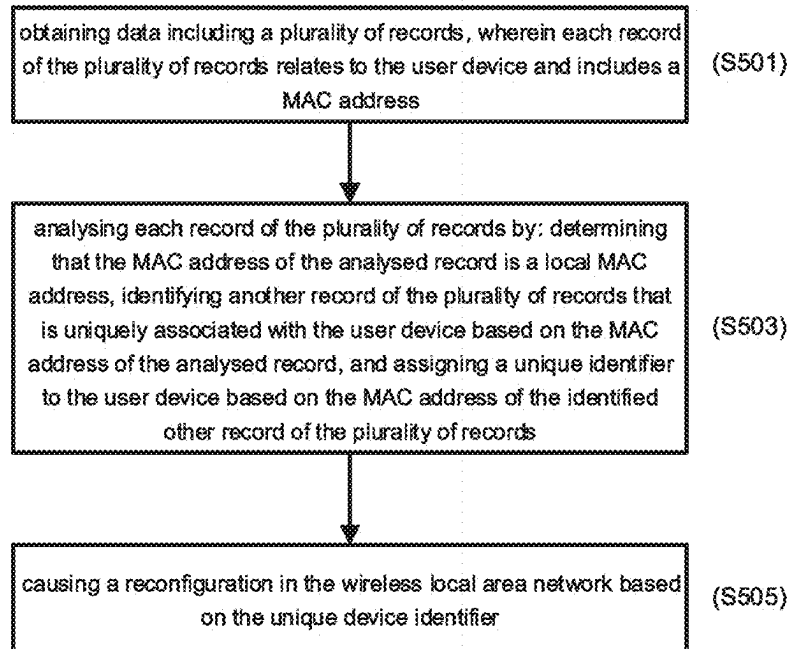 obtaining data including a plurality of records, wherein each record
of the plurality of records relates to the user device and includes a
MAC address
(S501)
analysing each record of the plurality of records by: determining
that the MAC address of the analysed record is a local MAC
address, identifying another record of the plurality of records that
is uniquely associated with the user device based on the MAC
address of the analysed record, and assigning a unique identifier
to the user device based on the MAC address of the identified
other record of the plurality of records
(S503)
causing a reconfiguration in the wireless local area network based
on the unique device identifier
(S505)